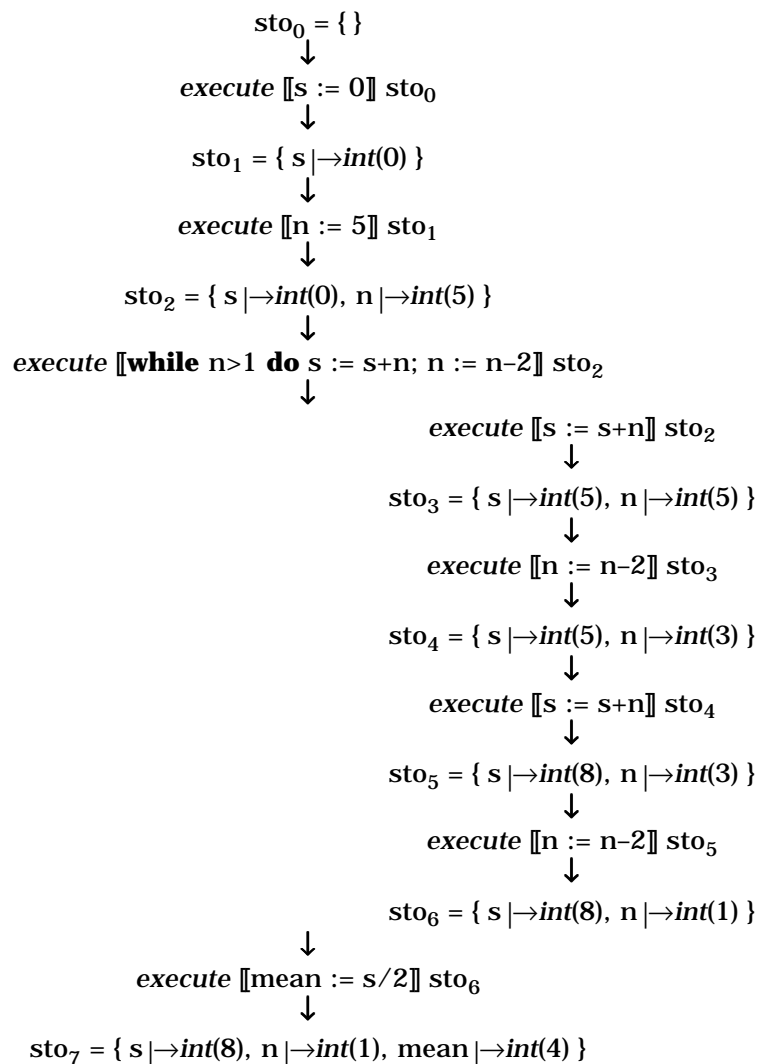 sto₀ = { }
↓
execute ⟦s := 0⟧ sto₀
↓
sto₁ = { s |→int(0) }
↓
execute ⟦n := 5⟧ sto₁
↓
sto₂ = { s |→int(0), n |→int(5) }
↓
execute ⟦while n>1 do s := s+n; n := n–2⟧ sto₂
↓
execute ⟦s := s+n⟧ sto₂
↓
sto₃ = { s |→int(5), n |→int(5) }
↓
execute ⟦n := n–2⟧ sto₃
↓
sto₄ = { s |→int(5), n |→int(3) }
↓
execute ⟦s := s+n⟧ sto₄
↓
sto₅ = { s |→int(8), n |→int(3) }
↓
execute ⟦n := n–2⟧ sto₅
↓
sto₆ = { s |→int(8), n |→int(1) }
↓
execute ⟦mean := s/2⟧ sto₆
↓
sto₇ = { s |→int(8), n |→int(1), mean |→int(4) }